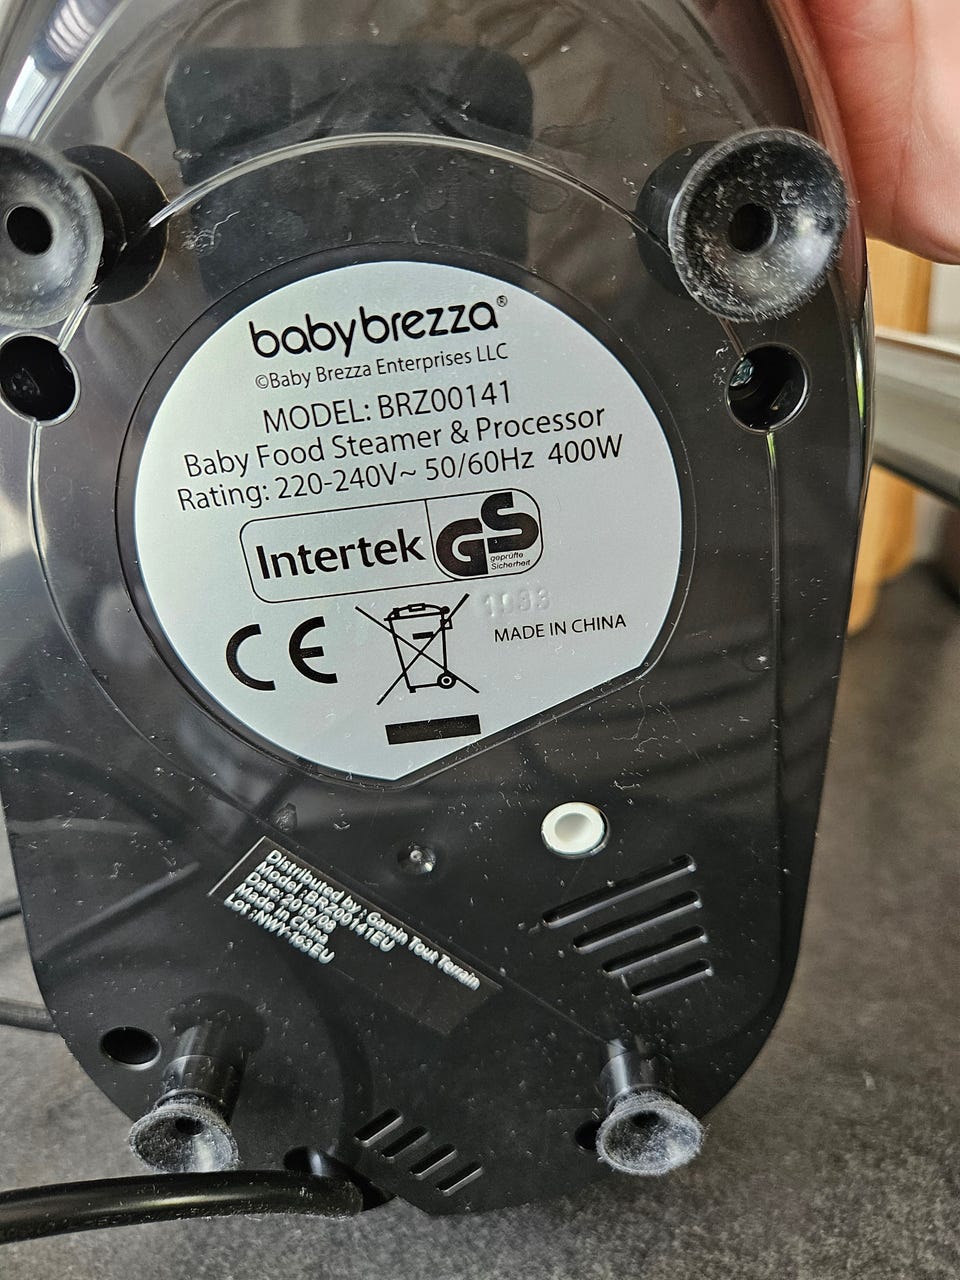 babybrezza®
©Baby Brezza Enterprises LLC
MODEL: BRZ00141
Baby Food Steamer & Processor
Rating: 220-240V~ 50/60Hz 400W
Intertek GS
geprüfte
Sicherheit
CE
MADE IN CHINA
Distributed by : Gamin Tout Terrain
Model : BRZ00141EU
Date: 2019/08
Made in China
Lot :NWY163EU